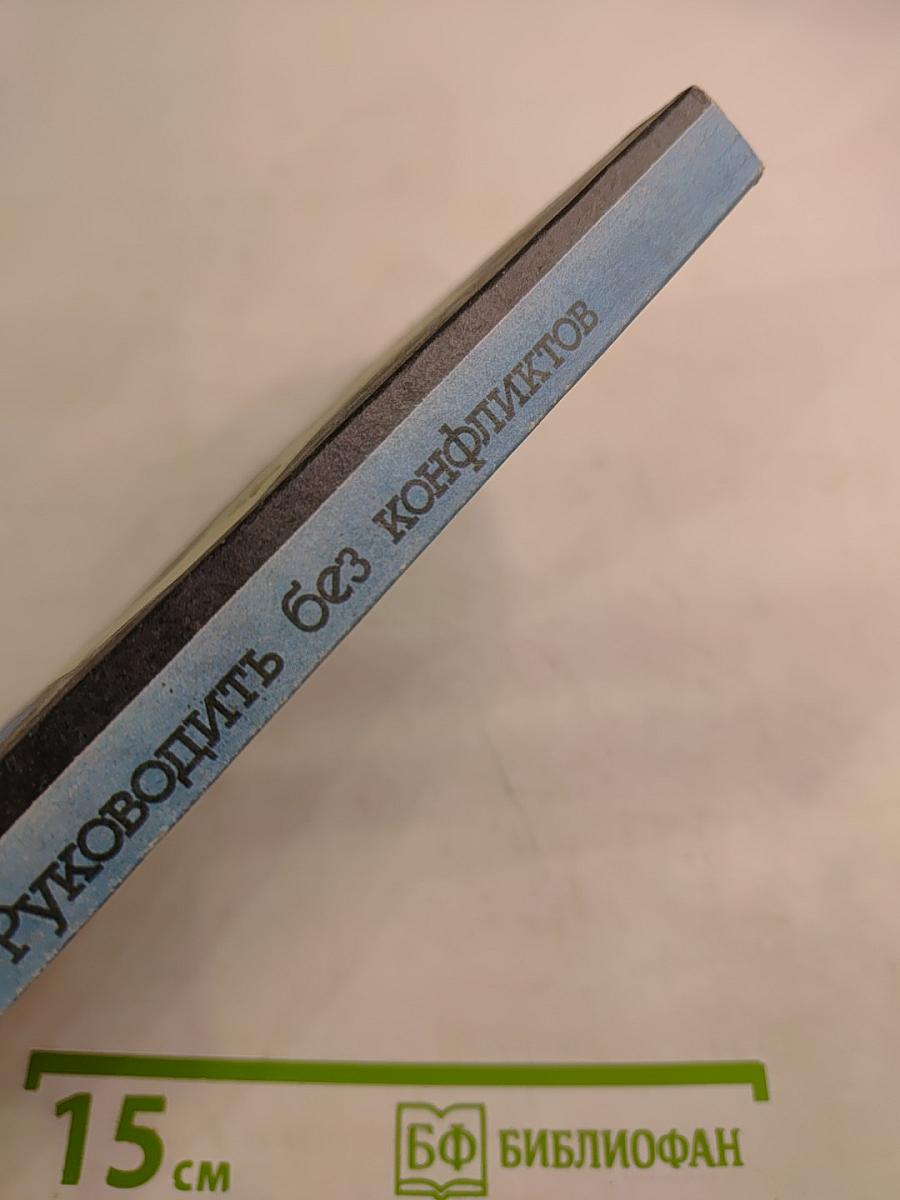 Руководить без конфликтов
15 см
БФ БИБЛИОФАН